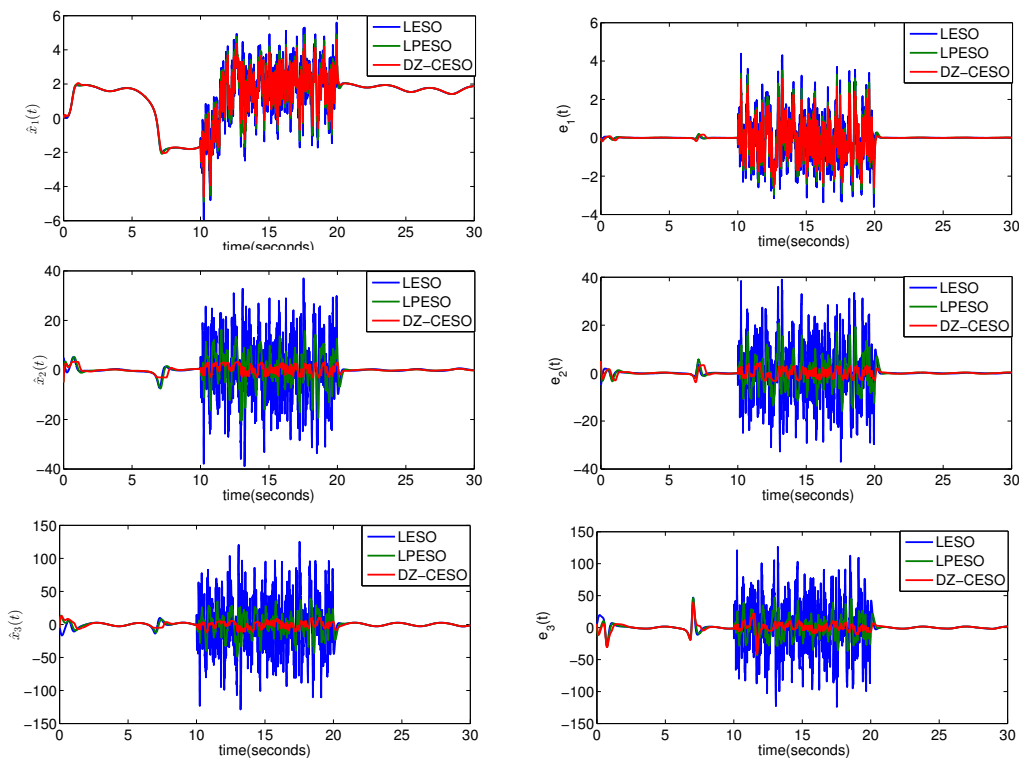 6
4
2
0
−2
4
6
0
5
10
15
20
25
30
x̂₁(t)
time(seconds)
LESO
LPESO
DZ−CESO
6
4
2
0
−2
−4
0
5
10
15
20
25
30
e₁(t)
time(seconds)
LESO
LPESO
DZ−CESO
40
20
0
−20
−40
0
5
10
15
20
25
30
x̂₂(t)
time(seconds)
LESO
LPESO
DZ−CESO
40
20
0
−20
−40
0
5
10
15
20
25
30
e₂(t)
time(seconds)
LESO
LPESO
DZ−CESO
150
100
50
0
−50
−100
−150
0
5
10
15
20
25
30
x̂₃(t)
time(seconds)
LESO
LPESO
DZ−CESO
150
100
50
0
−50
−100
−150
0
5
10
15
20
25
30
e₃(t)
time(seconds)
LESO
LPESO
DZ−CESO